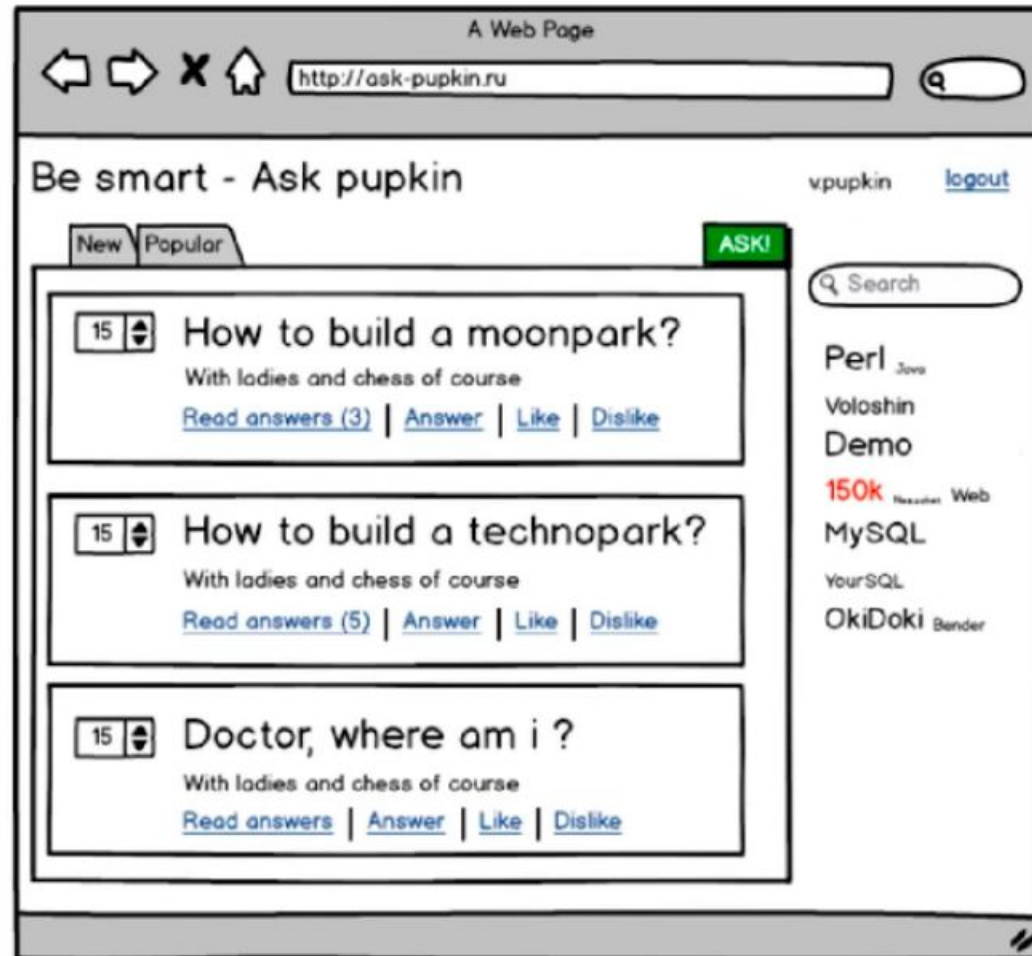 A Web Page
http://ask-pupkin.ru
Be smart - Ask pupkin
v.pupkin logout
New Popular ASK!
Search
15 How to build a moonpark?
With ladies and chess of course
Read answers (3) | Answer | Like | Dislike
15 How to build a technopark?
With ladies and chess of course
Read answers (5) | Answer | Like | Dislike
15 Doctor, where am i ?
With ladies and chess of course
Read answers | Answer | Like | Dislike
Perl Java
Voloshin
Demo
150k Web
MySQL
YourSQL
OkiDoki Bender